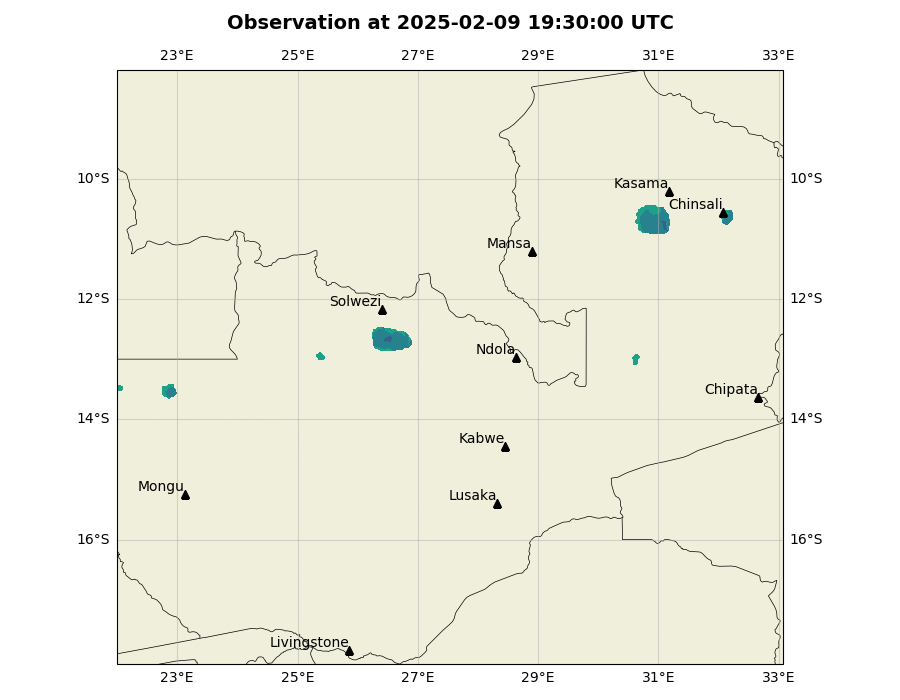 Observation at 2025-02-09 19:30:00 UTC
23°E 25°E 27°E 29°E 31°E 33°E
10°S 10°S
Kasama
Chinsali
Mansa
12°S 12°S
Solwezi
Ndola
Chipata
14°S 14°S
Kabwe
Mongu
Lusaka
16°S 16°S
Livingstone
23°E 25°E 27°E 29°E 31°E 33°E